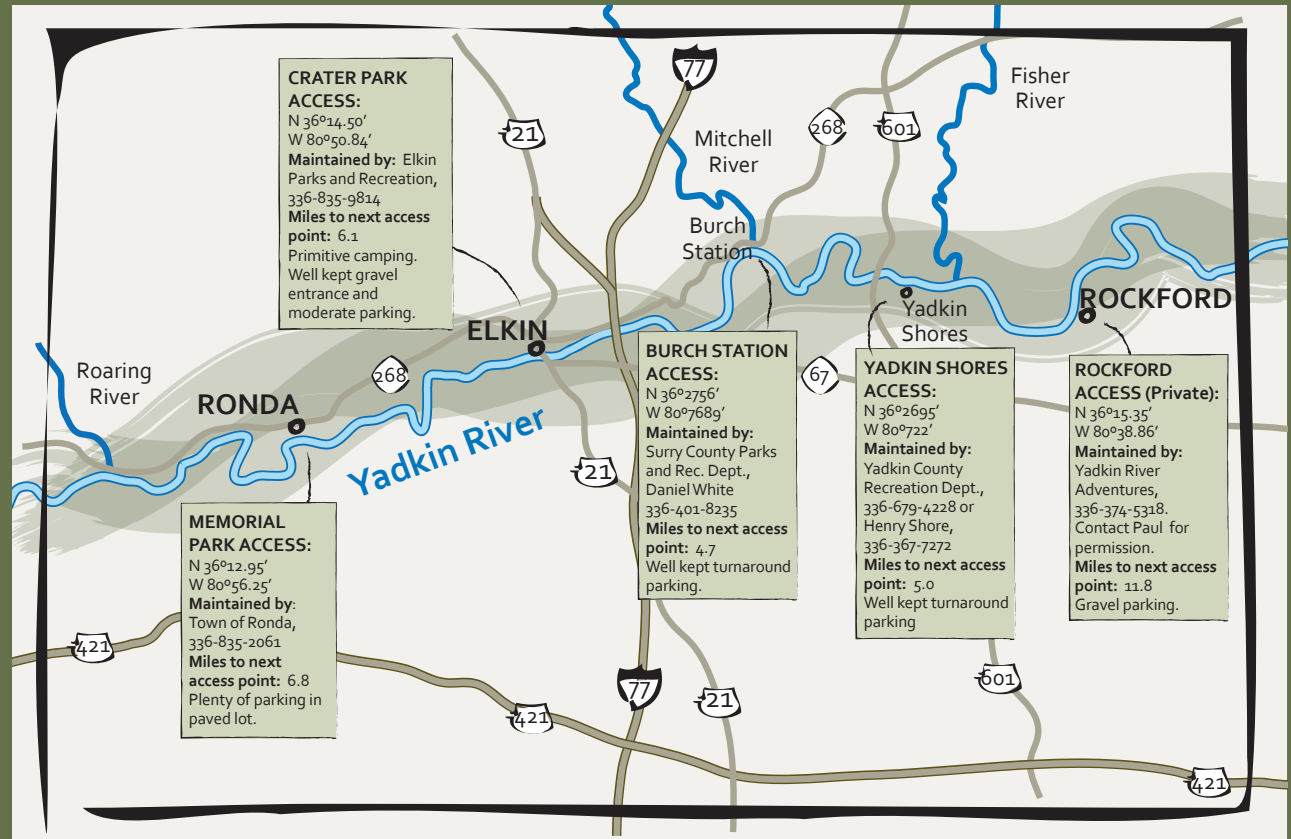 CRATER PARK
ACCESS:
N 36º14.50’
W 80º50.84’
Maintained by: Elkin
Parks and Recreation,
336-835-9814
Miles to next access
point: 6.1
Primitive camping.
Well kept gravel
entrance and
moderate parking.
77
21
Mitchell
River
268
601
Fisher
River
Burch
Station
Roaring
River
RONDA
268
ELKIN
Yadkin River
21
67
Yadkin
Shores
ROCKFORD
MEMORIAL
PARK ACCESS:
N 36º12.95’
W 80º56.25’
Maintained by:
Town of Ronda,
336-835-2061
Miles to next
access point: 6.8
Plenty of parking in
paved lot.
BURCH STATION
ACCESS:
N 36º2756’
W 80º7689’
Maintained by:
Surry County Parks
and Rec. Dept.,
Daniel White
336-401-8235
Miles to next access
point: 4.7
Well kept turnaround
parking.
YADKIN SHORES
ACCESS:
N 36º2695’
W 80º722’
Maintained by:
Yadkin County
Recreation Dept.,
336-679-4228 or
Henry Shore,
336-367-7272
Miles to next access
point: 5.0
Well kept turnaround
parking
ROCKFORD
ACCESS (Private):
N 36º15.35’
W 80º38.86’
Maintained by:
Yadkin River
Adventures,
336-374-5318.
Contact Paul for
permission.
Miles to next access
point: 11.8
Gravel parking.
421
421
77
21
601
421